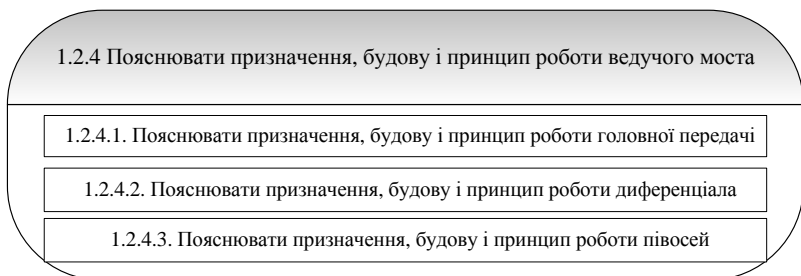 1.2.4 Пояснювати призначення, будову і принцип роботи ведучого моста
1.2.4.1. Пояснювати призначення, будову і принцип роботи головної передачі
1.2.4.2. Пояснювати призначення, будову і принцип роботи диференціала
1.2.4.3. Пояснювати призначення, будову і принцип роботи півосей